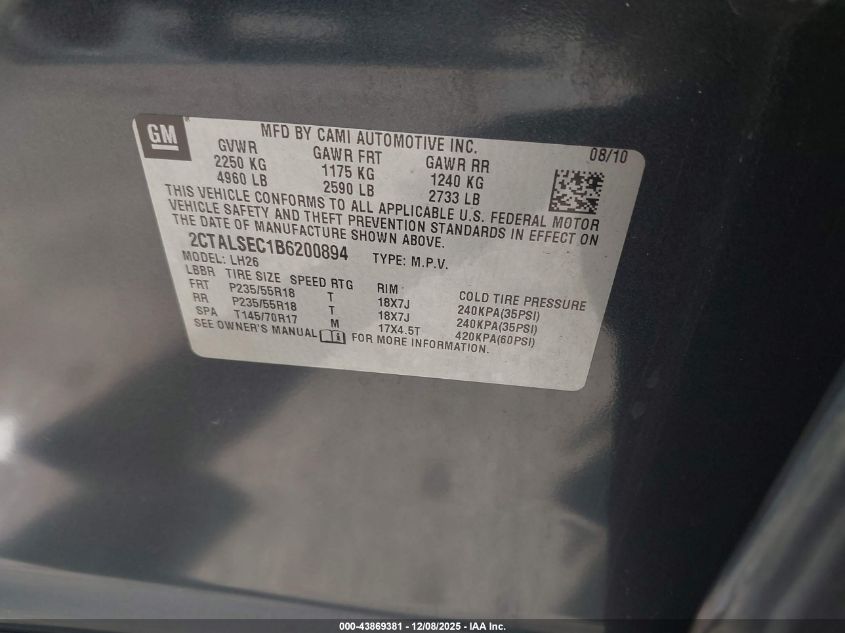 GM
MFD BY CAMI AUTOMOTIVE INC. 08/10
GVWR GAWR FRT GAWR RR
2250 KG 1175 KG 1240 KG
4960 LB 2590 LB 2733 LB
THIS VEHICLE CONFORMS TO ALL APPLICABLE U.S. FEDERAL MOTOR
VEHICLE SAFETY AND THEFT PREVENTION STANDARDS IN EFFECT ON
THE DATE OF MANUFACTURE SHOWN ABOVE.
2CTALSEC1B6200894 TYPE: M.P.V.
MODEL: LH26
LBBR TIRE SIZE SPEED RTG RIM COLD TIRE PRESSURE
FRT P235/55R18 T 18X7J 240KPA(35PSI)
RR P235/55R18 T 18X7J 240KPA(35PSI)
SPA T145/70R17 M 17X4.5T 420KPA(60PSI)
SEE OWNER'S MANUAL FOR MORE INFORMATION.
000-43869381 - 12/08/2025 - IAA Inc.